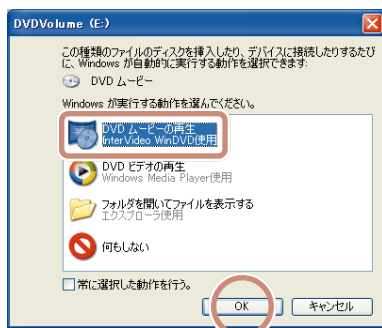 DVDVolume (E:)
この種類のファイルのディスクを挿入したり、デバイスに接続したりするたび
に、Windows が自動的に実行する動作を選択できます:
DVD ムービー
Windows が実行する動作を選んでください。
DVD ムービーの再生
InterVideo WinDVD使用
DVD ビデオの再生
Windows Media Player使用
フォルダを開いてファイルを表示する
エクスプローラ使用
何もしない
常に選択した動作を行う。
OK
キャンセル